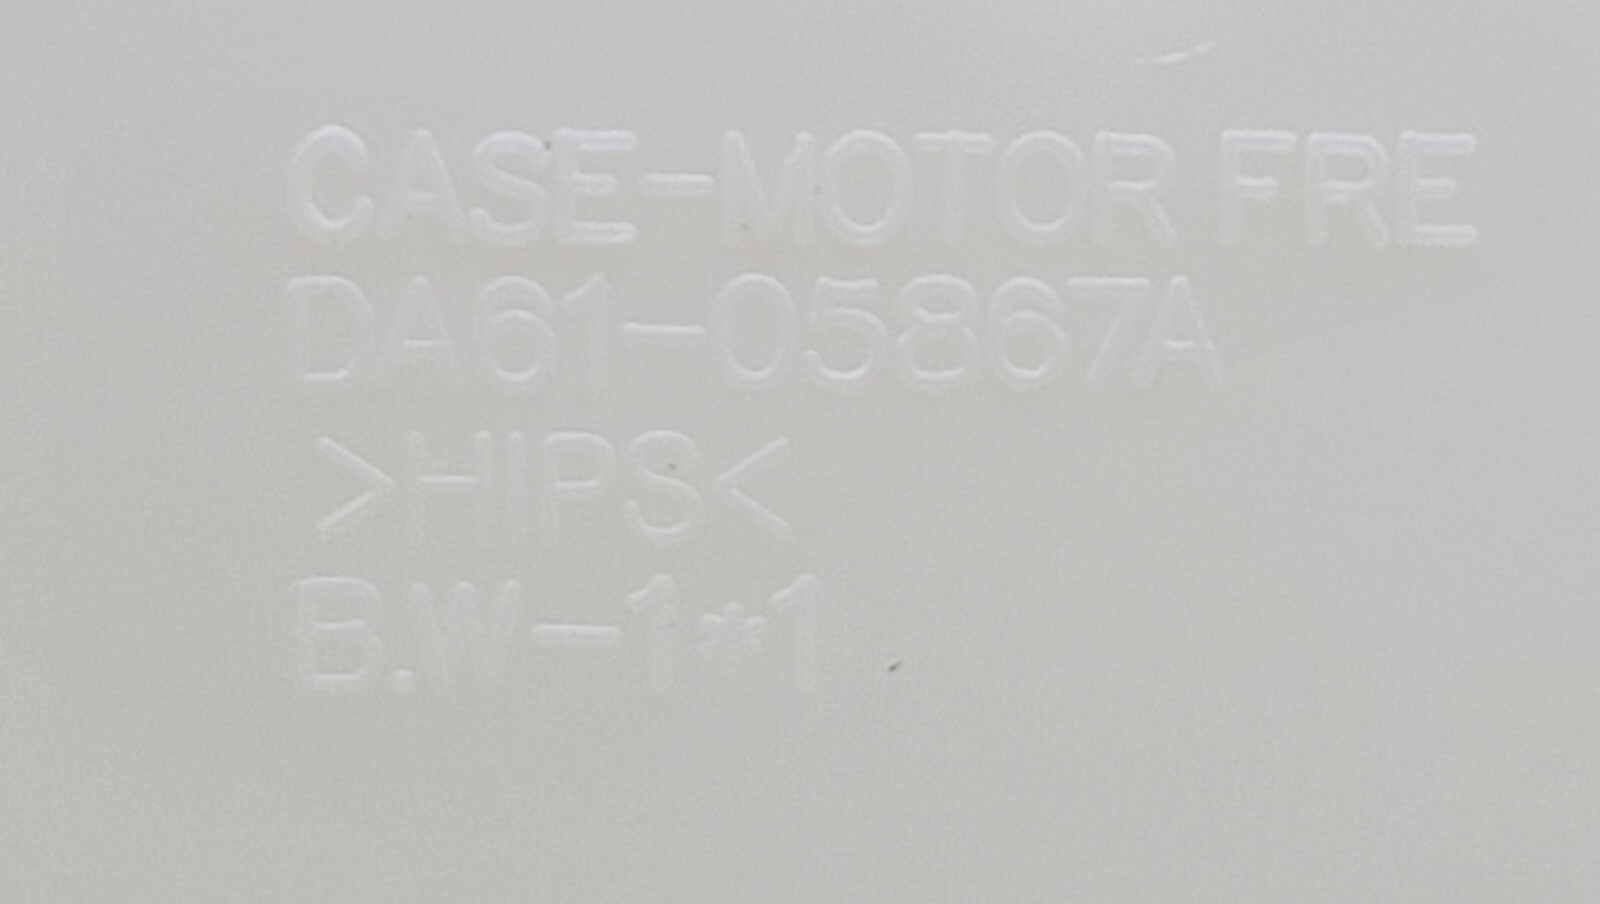 CASE-MOTOR FRE
DA61-05867A
>HIPS<
B.W-1*1